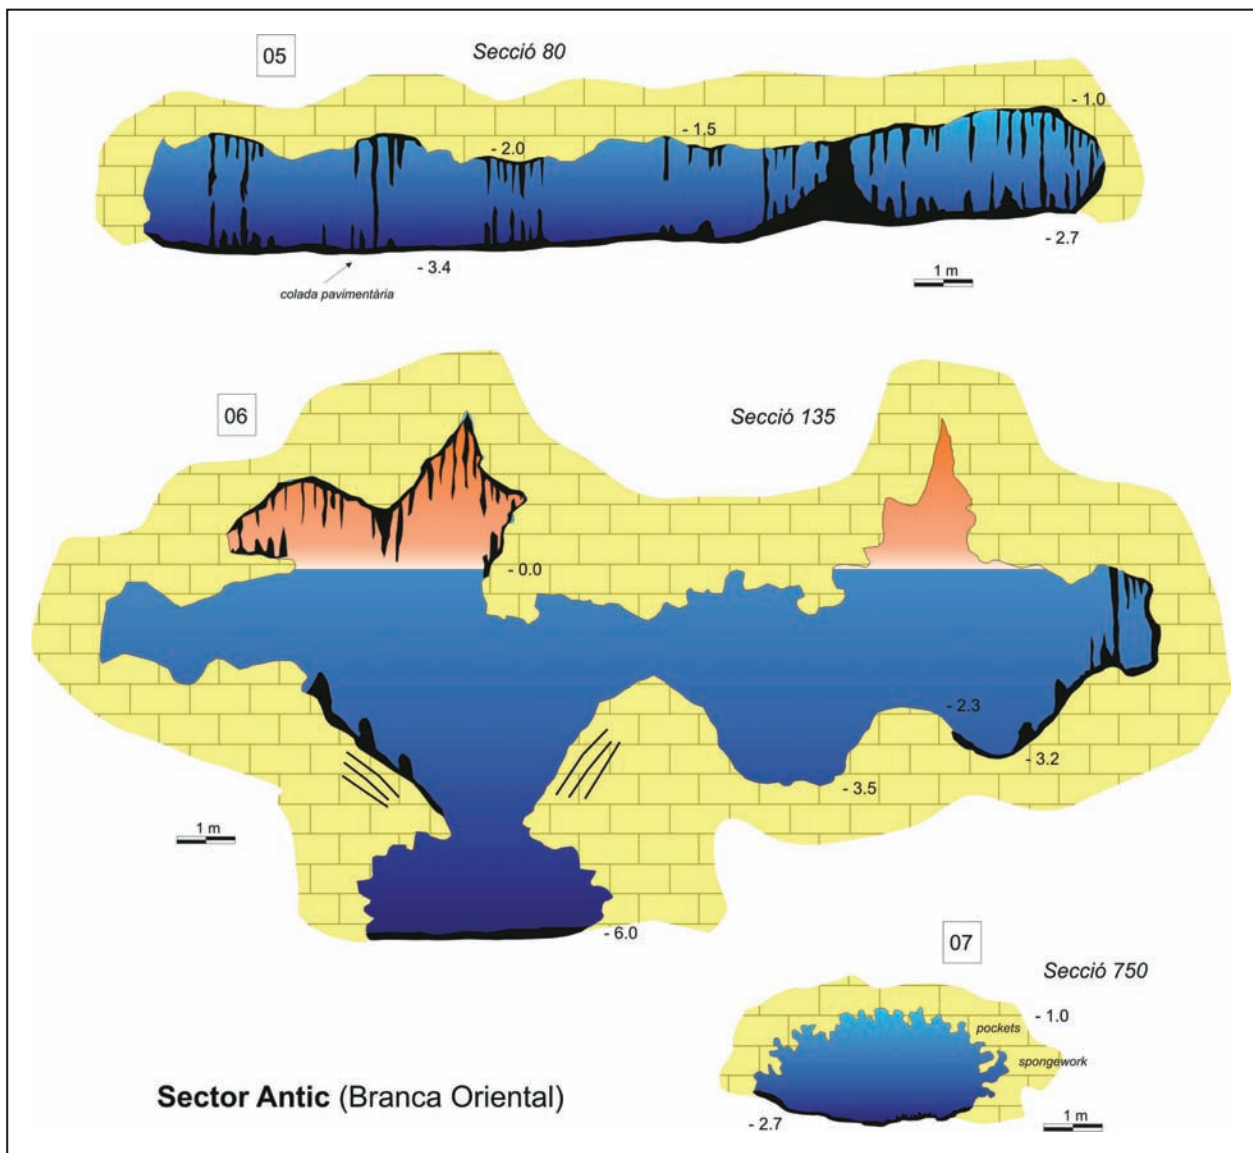 05
Secció 80
- 1.0
- 1.5
- 2.0
- 2.7
- 3.4
1 m
colada pavimentària
06
Secció 135
- 0.0
- 2.3
- 3.2
- 3.5
1 m
- 6.0
07
Secció 750
- 1.0
pockets
spongework
Sector Antic (Branca Oriental)
- 2.7
1 m